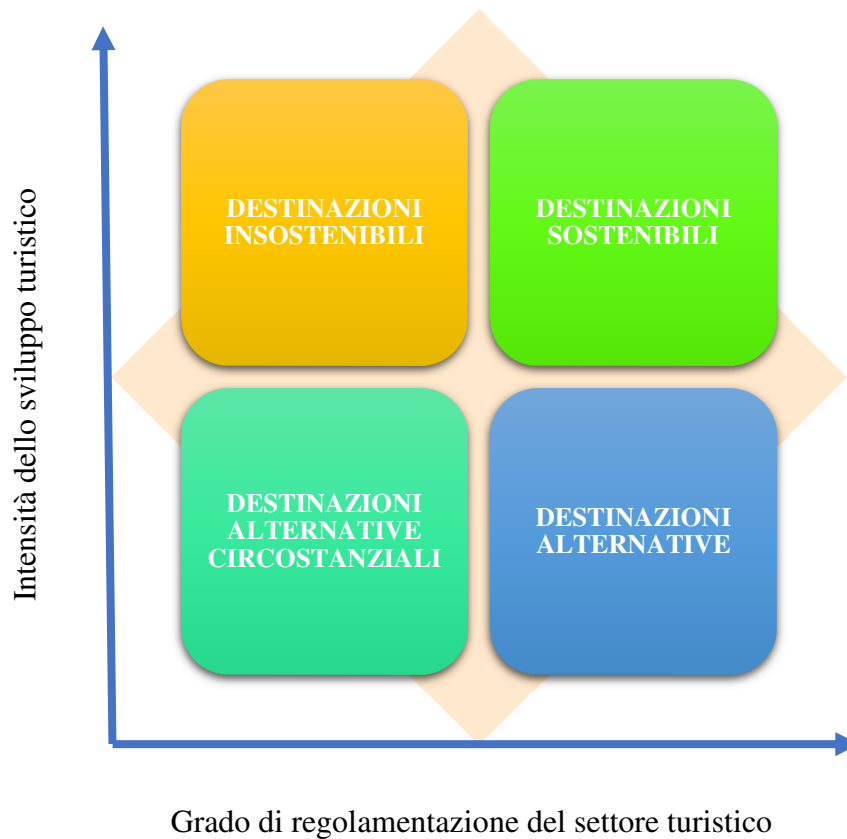 Intensità dello sviluppo turistico
DESTINAZIONI
INSOSTENIBILI
DESTINAZIONI
SOSTENIBILI
DESTINAZIONI
ALTERNATIVE
CIRCOSTANZIALI
DESTINAZIONI
ALTERNATIVE
Grado di regolamentazione del settore turistico